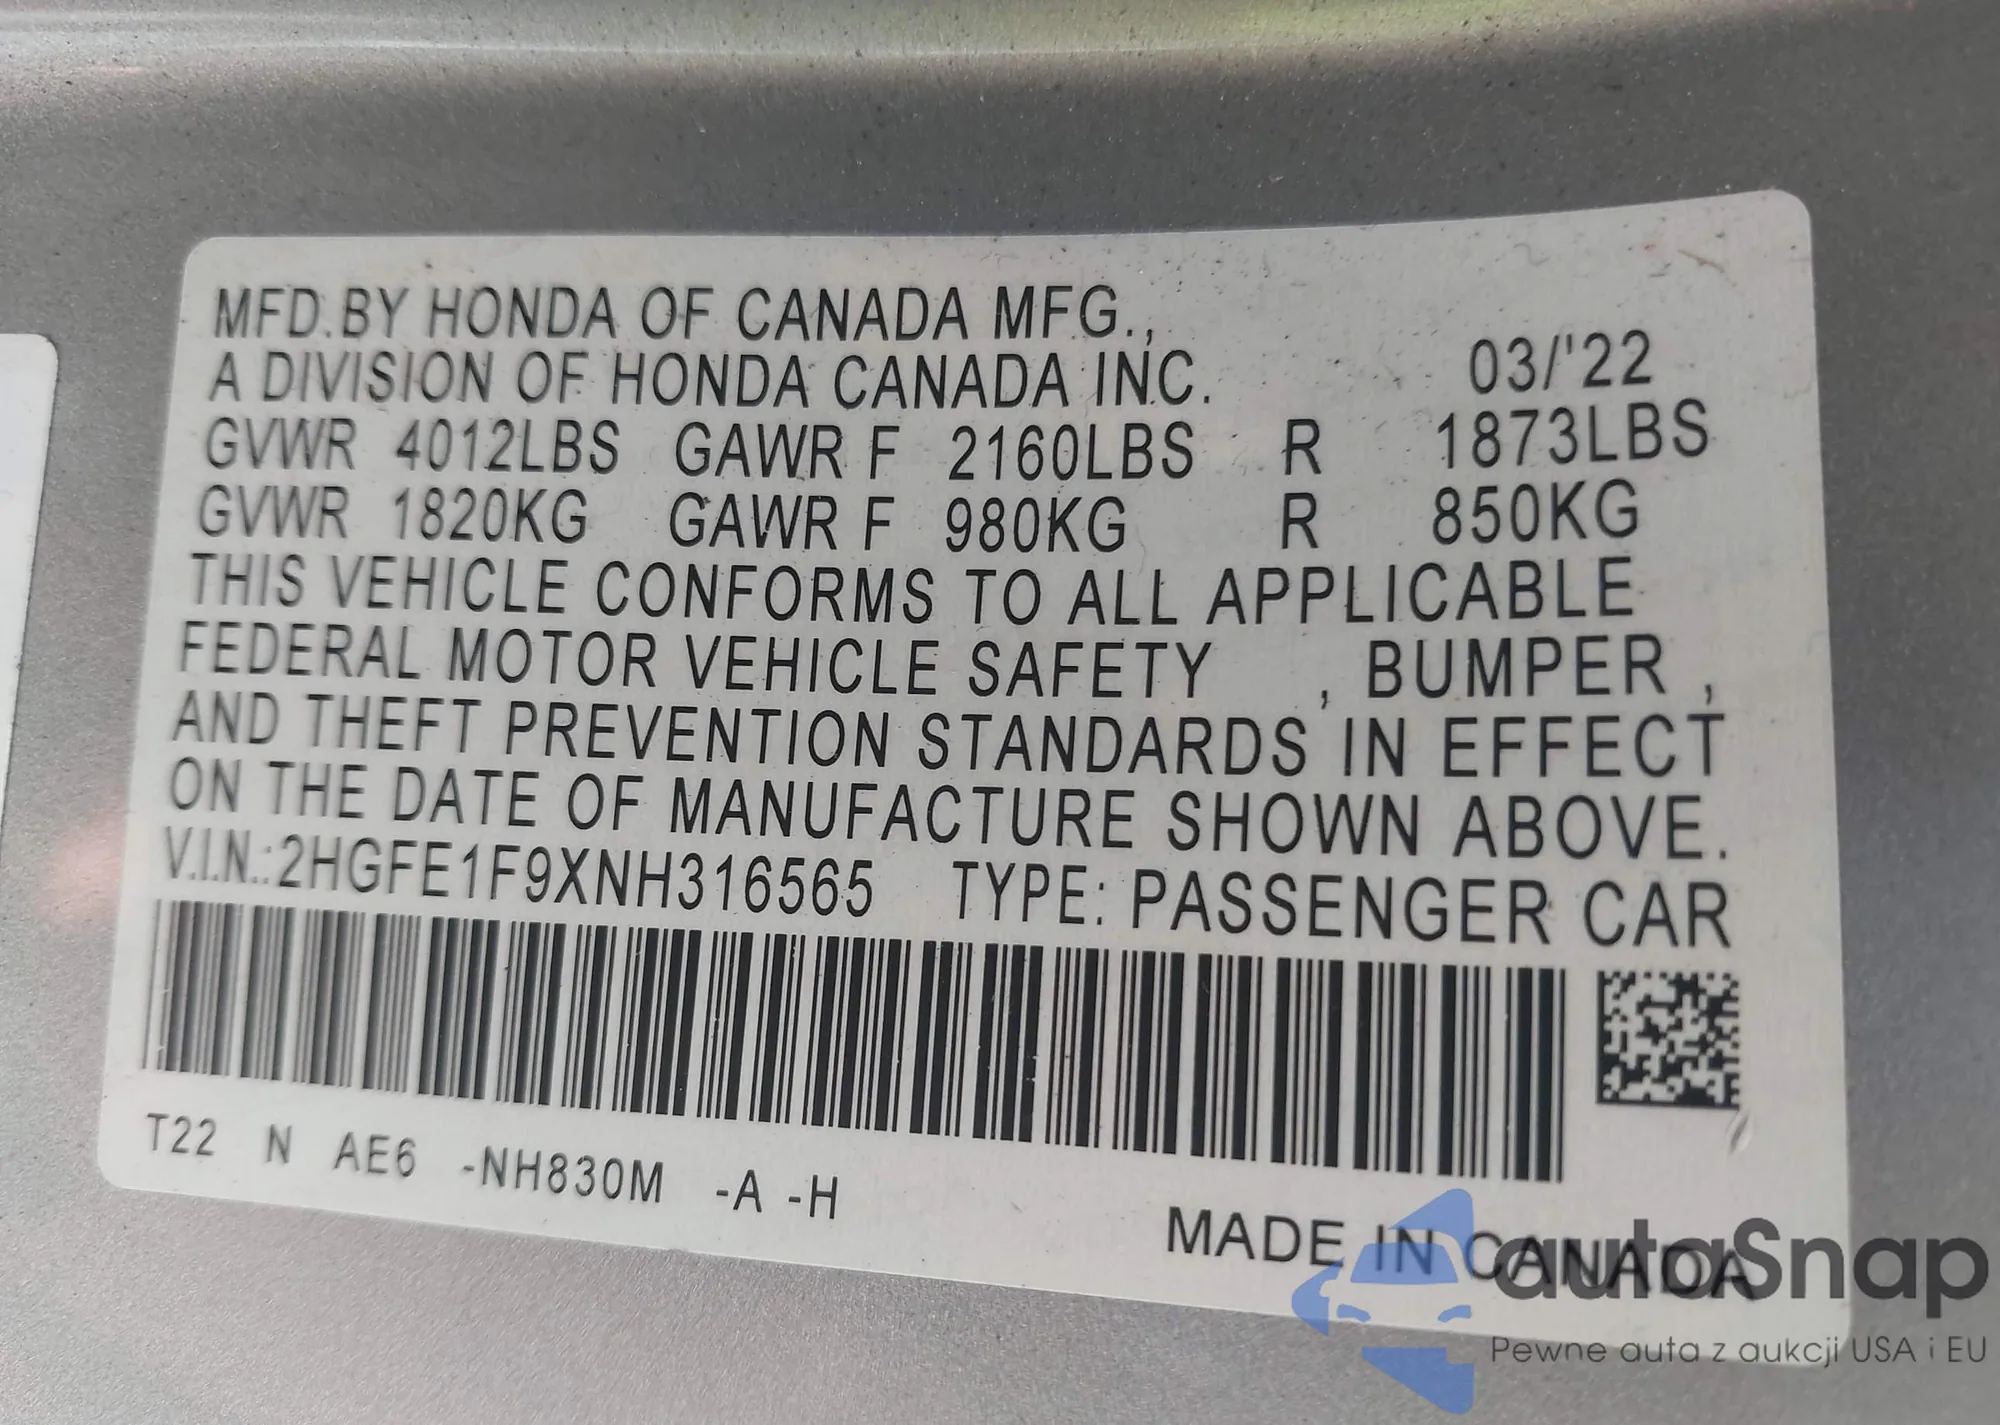 MFD.BY HONDA OF CANADA MFG.,
A DIVISION OF HONDA CANADA INC. 03/'22
GVWR 4012LBS GAWR F 2160LBS R 1873LBS
GVWR 1820KG GAWR F 980KG R 850KG
THIS VEHICLE CONFORMS TO ALL APPLICABLE
FEDERAL MOTOR VEHICLE SAFETY , BUMPER ,
AND THEFT PREVENTION STANDARDS IN EFFECT
ON THE DATE OF MANUFACTURE SHOWN ABOVE.
V.I.N.:2HGFE1F9XNH316565 TYPE: PASSENGER CAR
T22 N AE6 -NH830M -A -H
MADE IN CANADA
autoSnap
Pewne auta z aukcji USA i EU